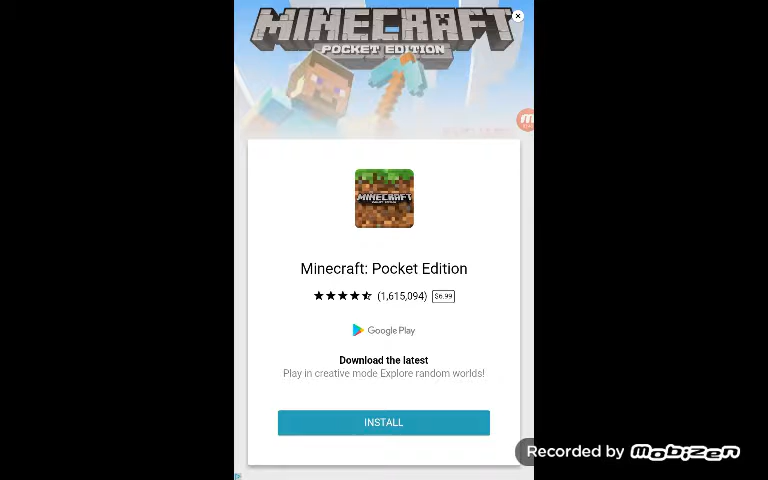 MINECRAFT
POCKET EDITION
MINECRAFT
Minecraft: Pocket Edition
(1,615,094) $6.99
Google Play
Download the latest
Play in creative mode Explore random worlds!
INSTALL
Recorded by MOBIZEN